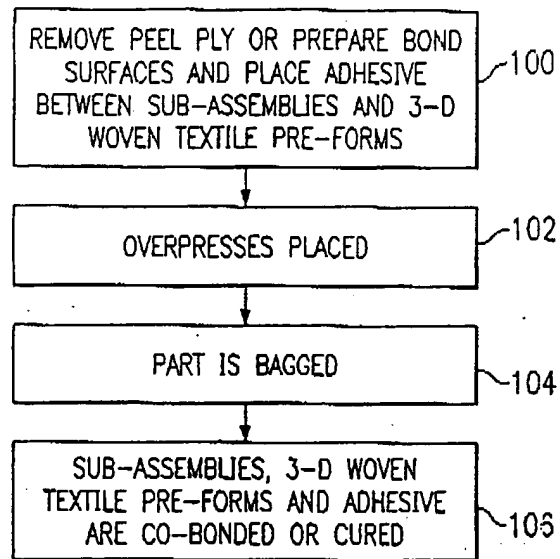 REMOVE PEEL PLY OR PREPARE BOND
SURFACES AND PLACE ADHESIVE
BETWEEN SUB-ASSEMBLIES AND 3-D
WOVEN TEXTILE PRE-FORMS
100
OVERPRESSES PLACED
102
PART IS BAGGED
104
SUB-ASSEMBLIES, 3-D WOVEN
TEXTILE PRE-FORMS AND ADHESIVE
ARE CO-BONDED OR CURED
106